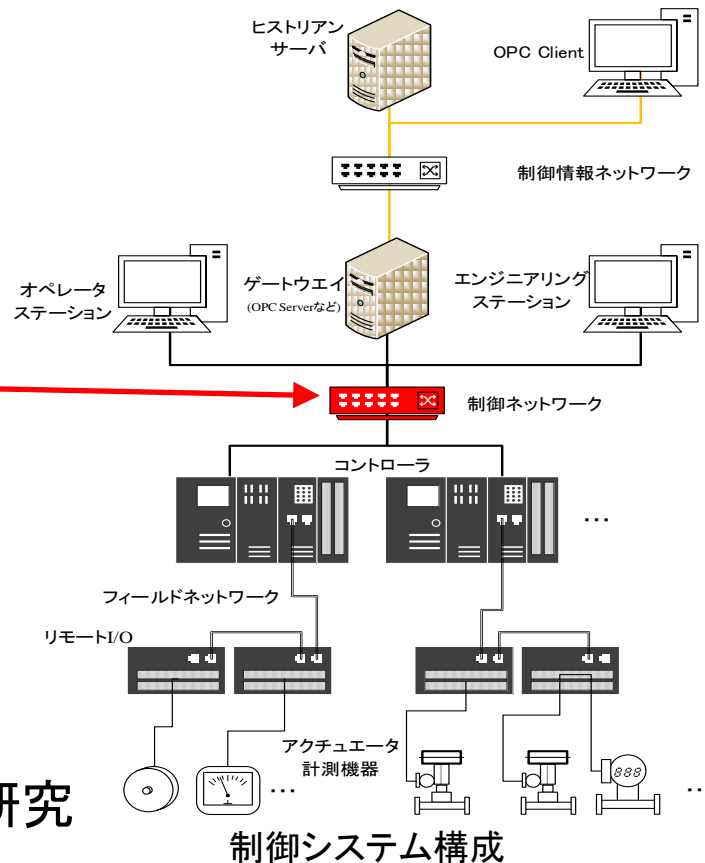 ヒストリアン
サーバ
OPC Client
制御情報ネットワーク
オペレータ
ステーション
ゲートウエイ
(OPC Serverなど)
エンジニアリング
ステーション
制御ネットワーク
コントローラ
...
フィールドネットワーク
リモートI/O
アクチュエータ
計測機器
...
888
..
研究
制御システム構成